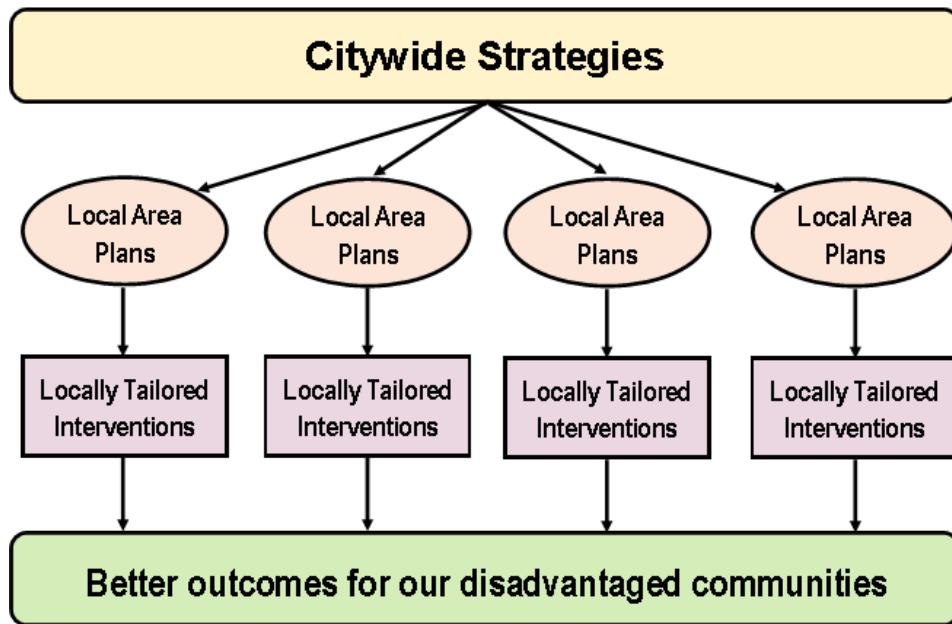 Citywide Strategies
Local Area
Plans
Local Area
Plans
Local Area
Plans
Local Area
Plans
Locally Tailored
Interventions
Locally Tailored
Interventions
Locally Tailored
Interventions
Locally Tailored
Interventions
Better outcomes for our disadvantaged communities